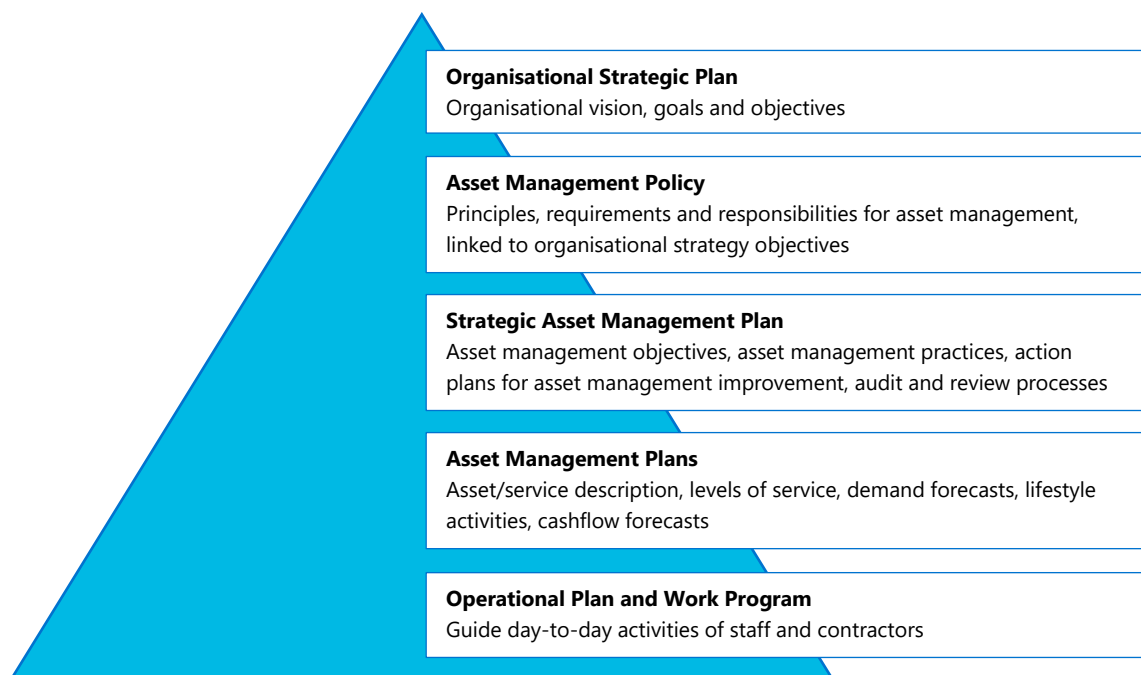 Organisational Strategic Plan
Organisational vision, goals and objectives
Asset Management Policy
Principles, requirements and responsibilities for asset management,
linked to organisational strategy objectives
Strategic Asset Management Plan
Asset management objectives, asset management practices, action
plans for asset management improvement, audit and review processes
Asset Management Plans
Asset/service description, levels of service, demand forecasts, lifestyle
activities, cashflow forecasts
Operational Plan and Work Program
Guide day-to-day activities of staff and contractors